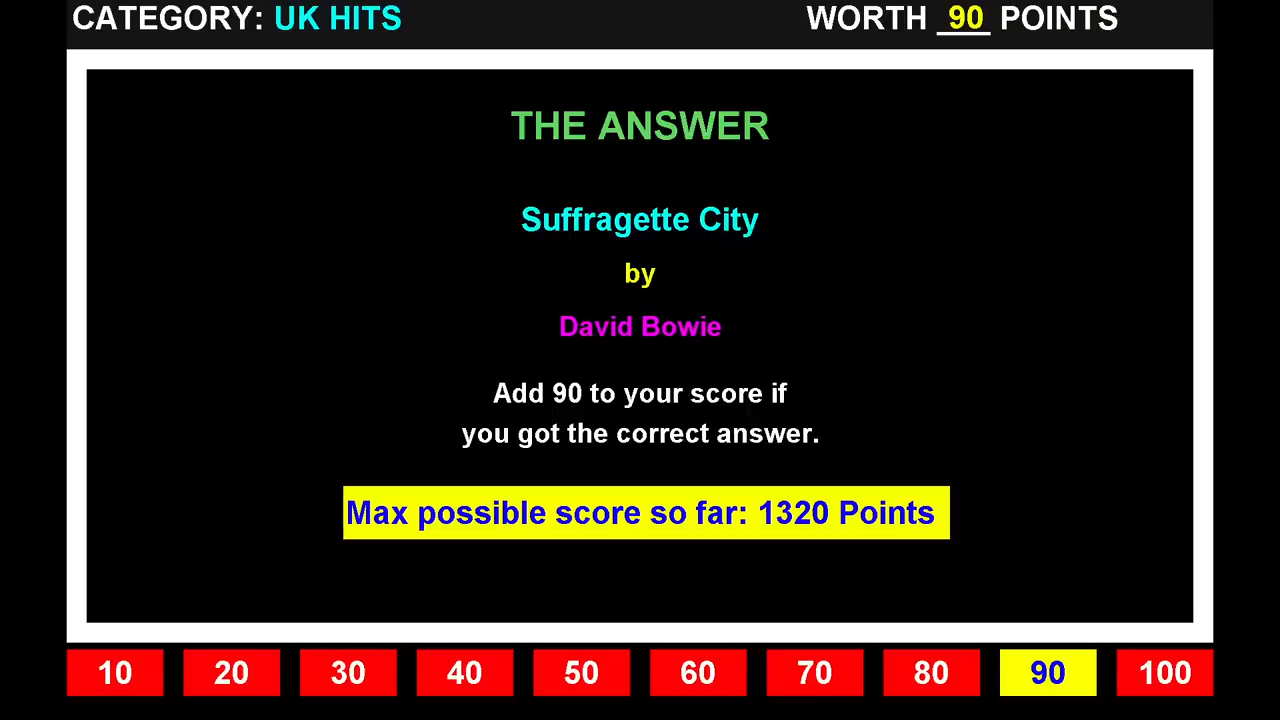 CATEGORY: UK HITS WORTH 90 POINTS
THE ANSWER
Suffragette City
by
David Bowie
Add 90 to your score if
you got the correct answer.
Max possible score so far: 1320 Points
10 20 30 40 50 60 70 80 90 100